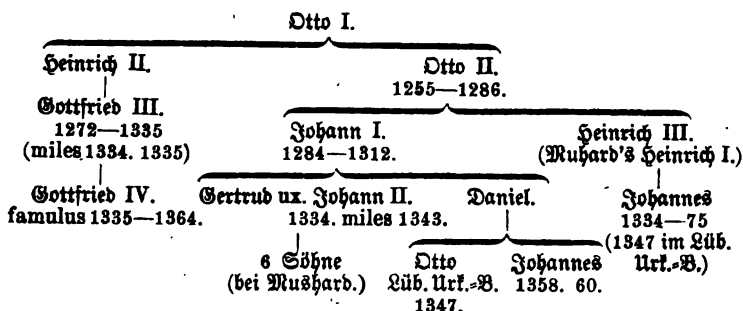 Otto I.
Heinrich II.
Otto II.
1255—1286.
Gottfried III.
1272—1335
(miles 1334. 1335)
Johann I.
1284—1312.
Heinrich III.
(Muhard's Heinrich I.)
Gottfried IV.
famulus 1335—1364.
Gertrud ux. Johann II.
1334. miles 1343.
Daniel.
Johannes
1334—75
(1347 im Lüb.
Urk.-B.)
6 Söhne
(bei Mushard.)
Otto
Lüb. Urk.-B.
1347.
Johannes
1358. 60.